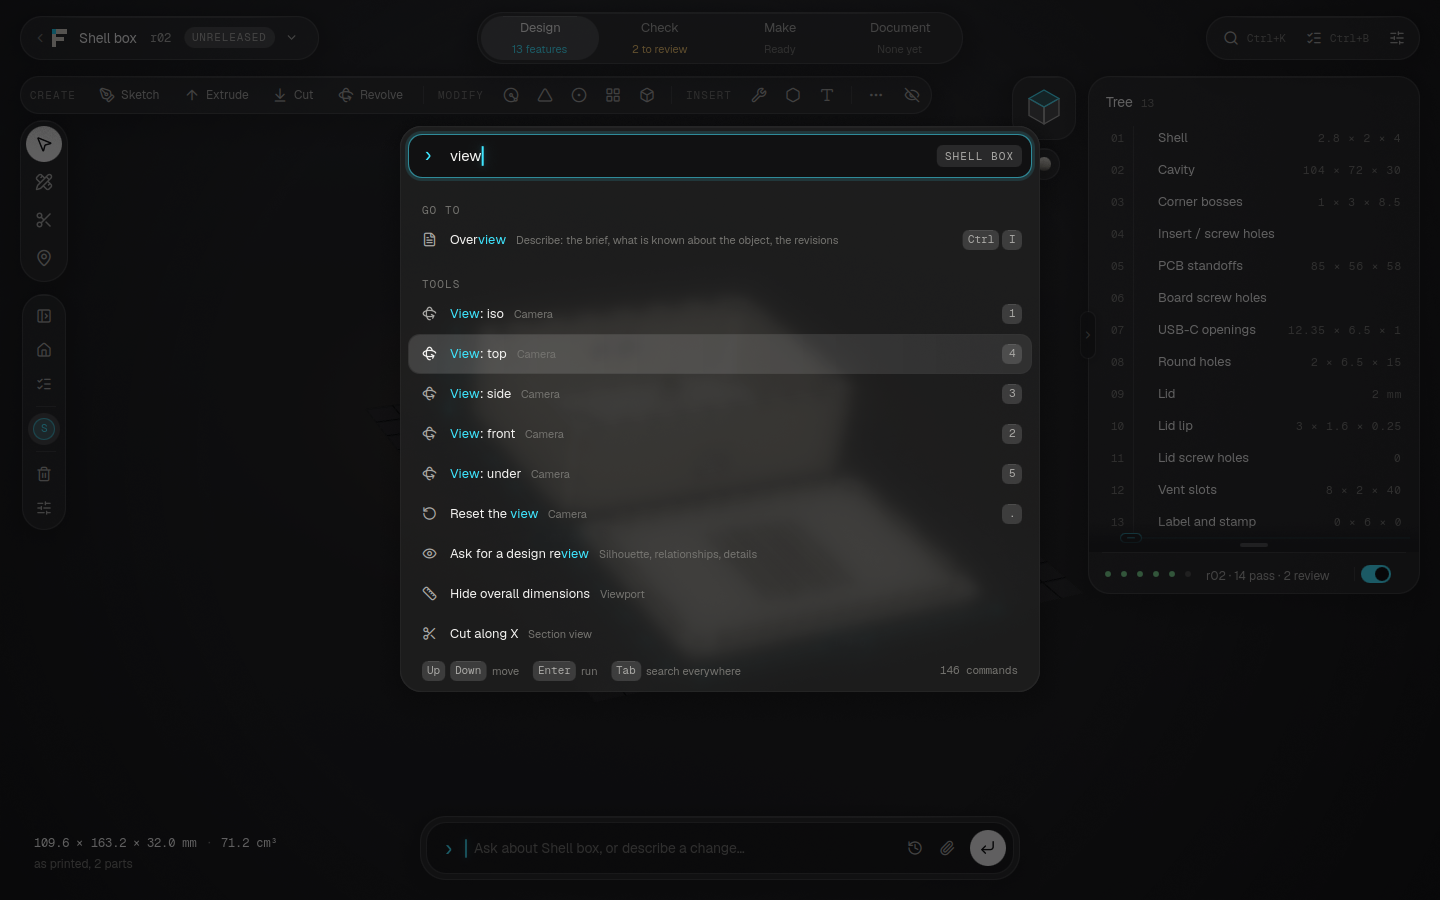 Shell box r02 UNRELEASED
Design
13 features
Check
2 to review
Make
Ready
Document
None yet
Ctrl+K Ctrl+B
CREATE Sketch Extrude Cut Revolve MODIFY INSERT
view SHELL BOX
GO TO
Overview Describe: the brief, what is known about the object, the revisions Ctrl I
TOOLS
View: iso Camera 1
View: top Camera 4
View: side Camera 3
View: front Camera 2
View: under Camera 5
Reset the view Camera .
Ask for a design review Silhouette, relationships, details
Hide overall dimensions Viewport
Cut along X Section view
Up Down move Enter run Tab search everywhere 146 commands
Tree 13
01 Shell 2.8 × 2 × 4
02 Cavity 104 × 72 × 30
03 Corner bosses 1 × 3 × 8.5
04 Insert / screw holes
05 PCB standoffs 85 × 56 × 58
06 Board screw holes
07 USB-C openings 12.35 × 6.5 × 1
08 Round holes 2 × 6.5 × 15
09 Lid 2 mm
10 Lid lip 3 × 1.6 × 0.25
11 Lid screw holes 0
12 Vent slots 8 × 2 × 40
13 Label and stamp 0 × 6 × 0
r02 · 14 pass · 2 review
S
109.6 × 163.2 × 32.0 mm · 71.2 cm³
as printed, 2 parts
Ask about Shell box, or describe a change...